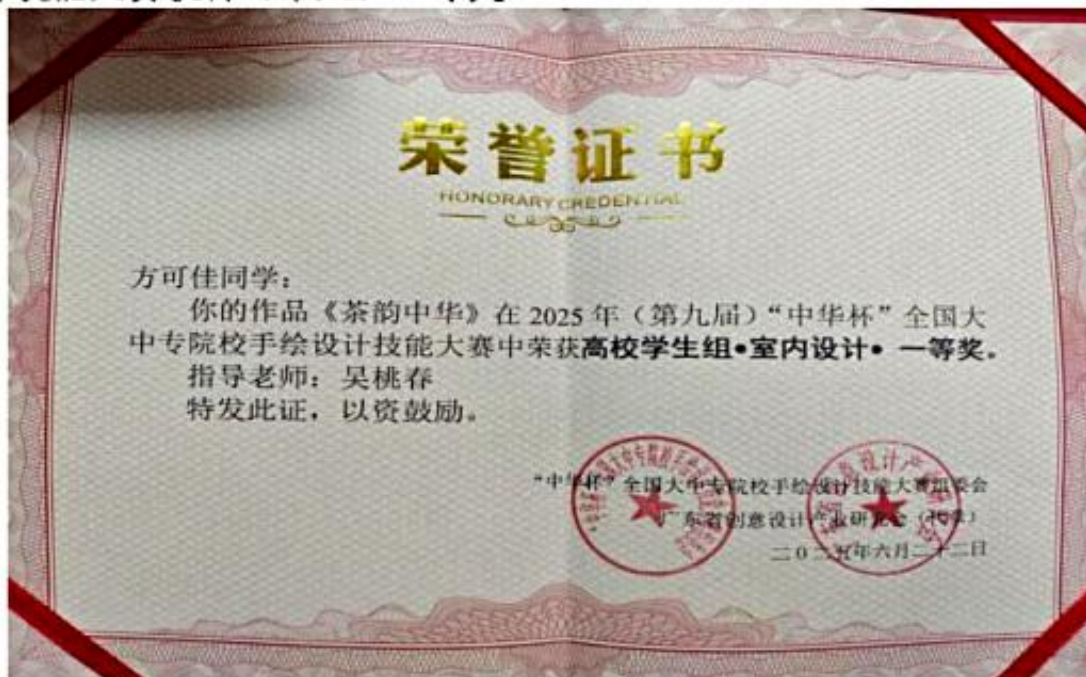 荣誉证书
HONORARY CREDENTIAL
方可佳同学：
你的作品《茶韵中华》在 2025 年（第九届）“中华杯”全国大
中专院校手绘设计技能大赛中荣获高校学生组•室内设计• 一等奖。
指导老师：吴桃春
特发此证，以资鼓励。
“中华杯”全国大中专院校手绘设计技能大赛组委会
广东省创意设计产业研究会（代章）
二0二五年六月二十二日